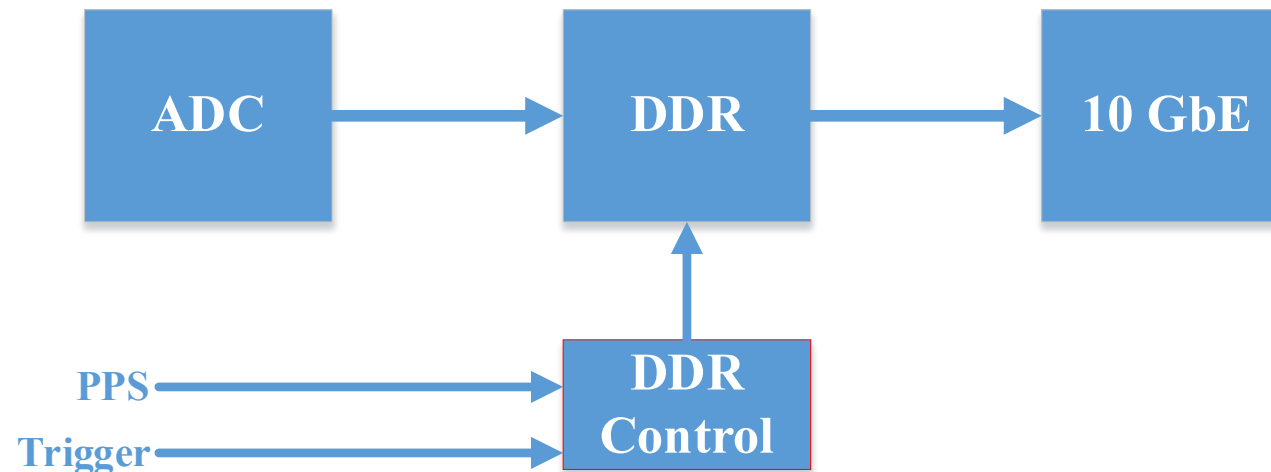 ADC
DDR
10 GbE
DDR
Control
PPS
Trigger